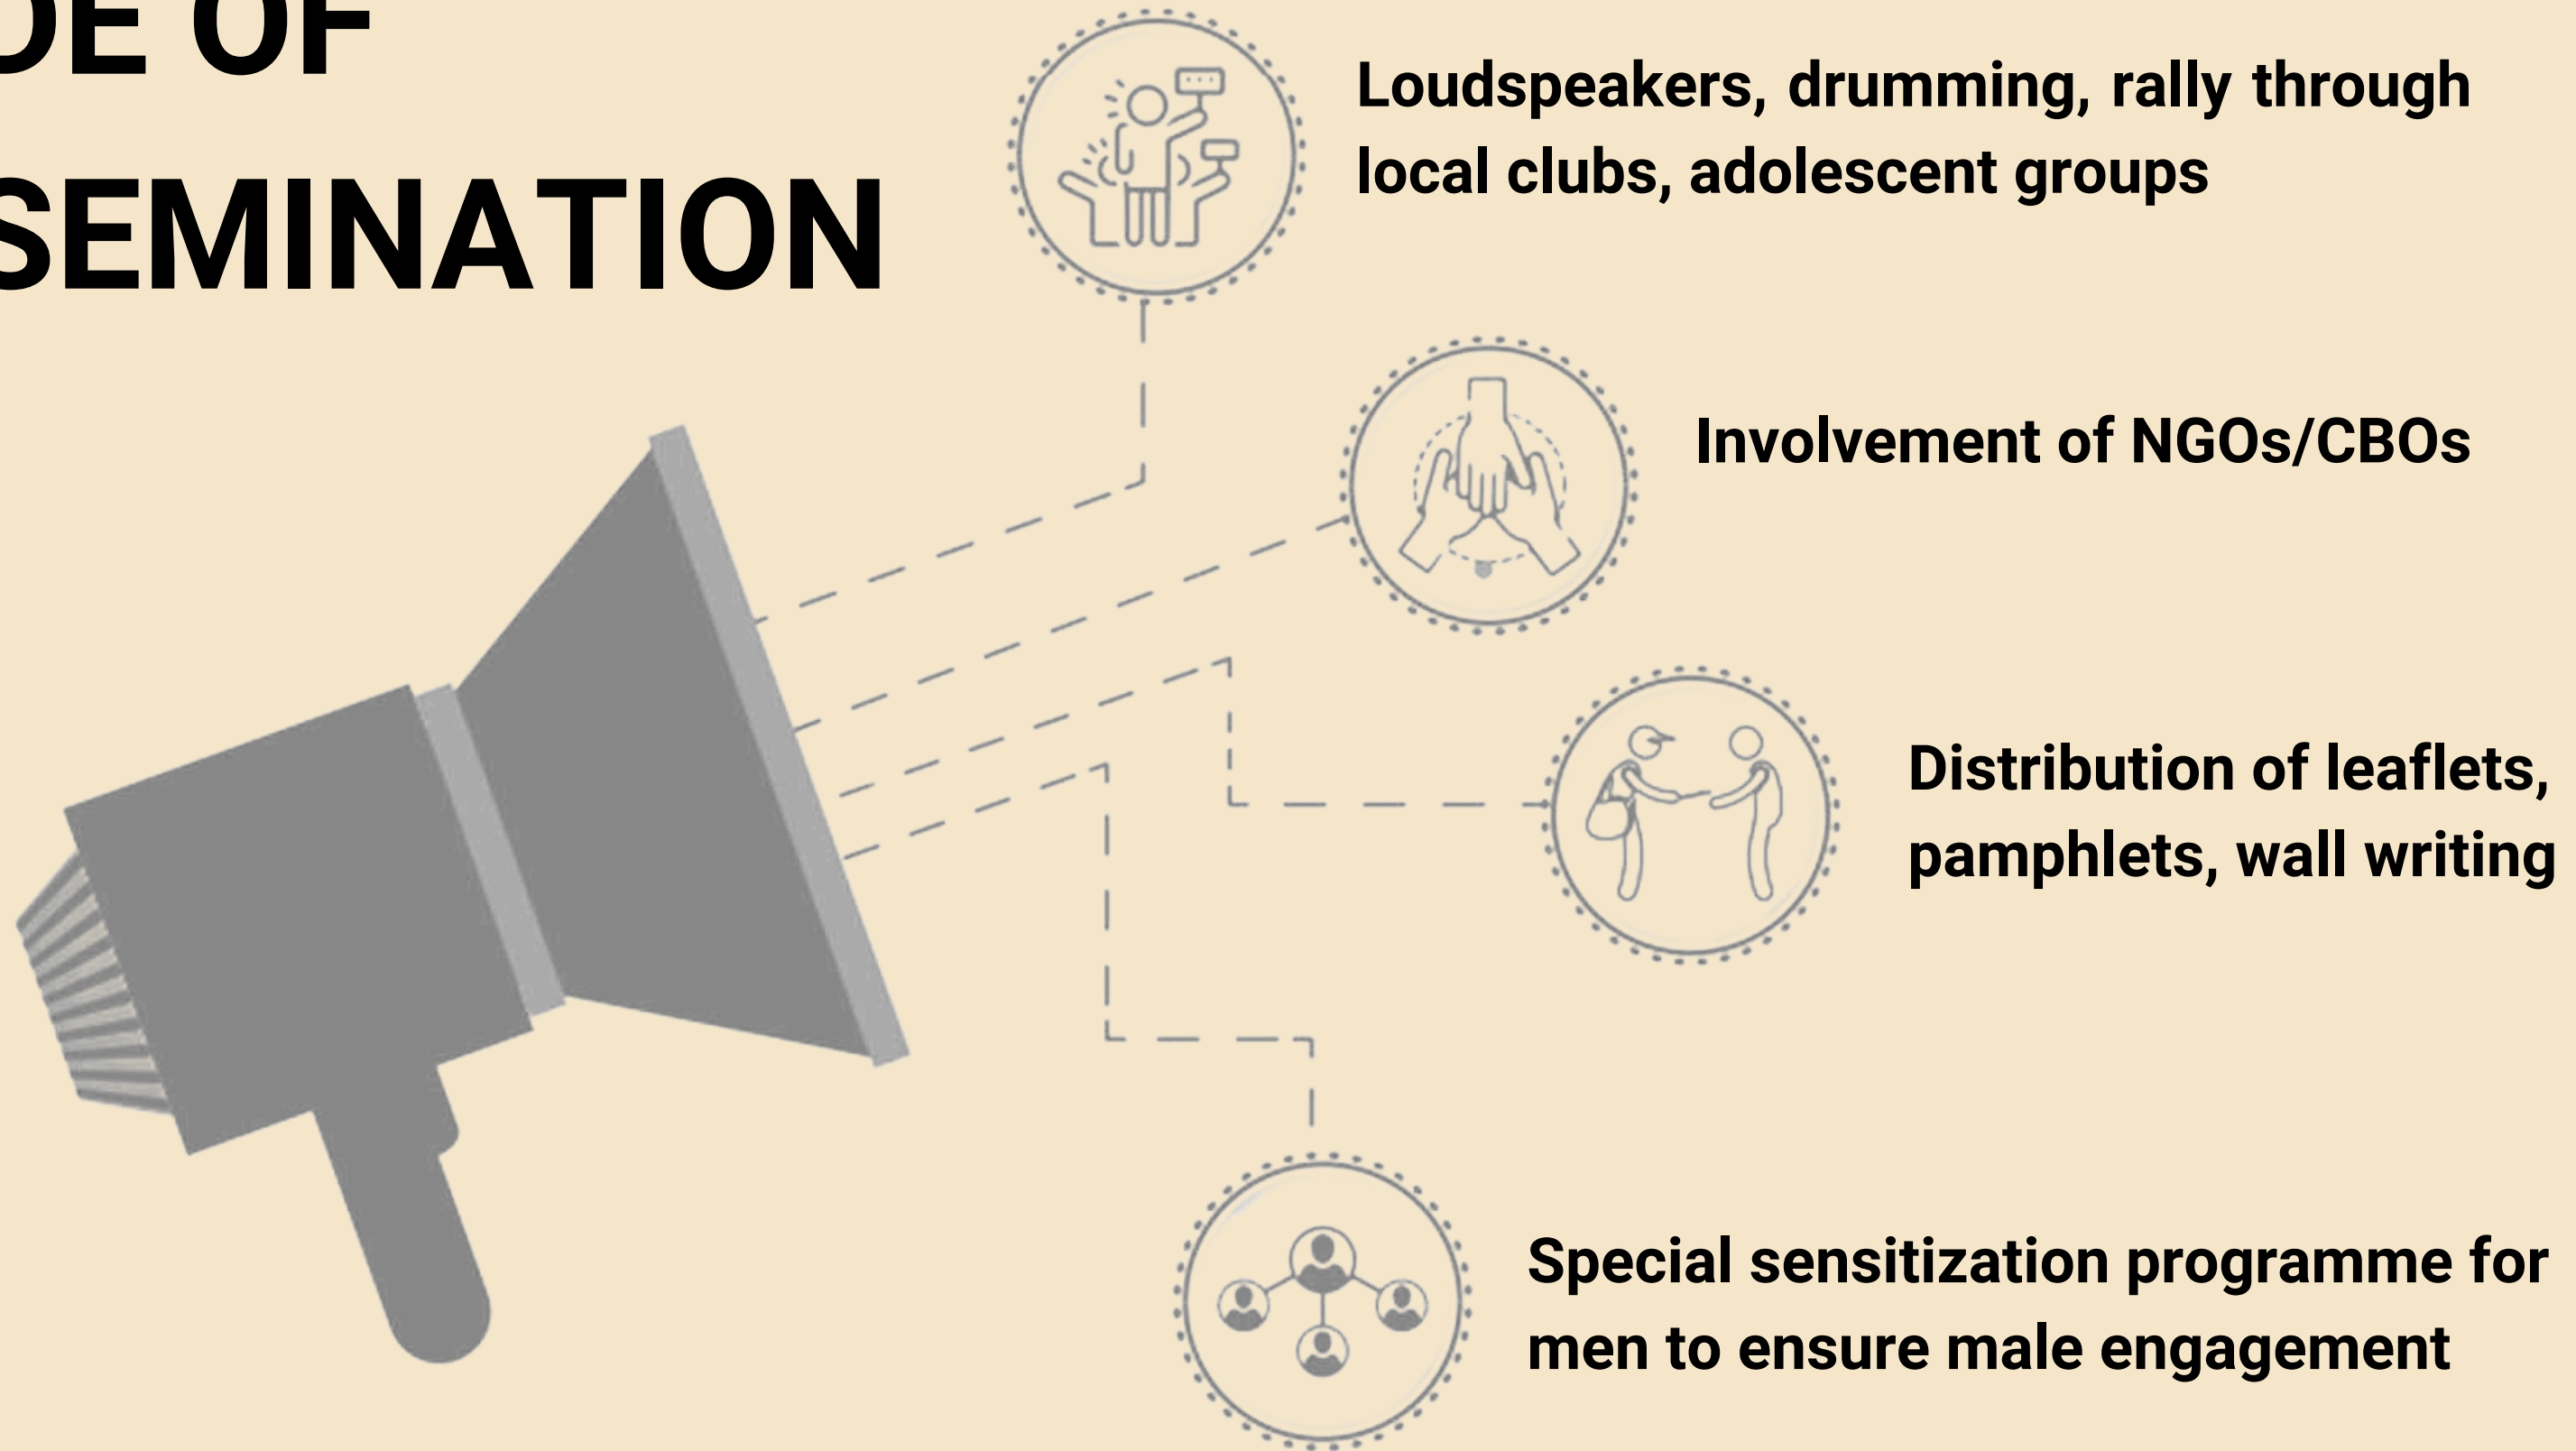 DE OF
SEMINATION
Loudspeakers, drumming, rally through
local clubs, adolescent groups
Involvement of NGOs/CBOs
Distribution of leaflets,
pamphlets, wall writing
Special sensitization programme for
men to ensure male engagement